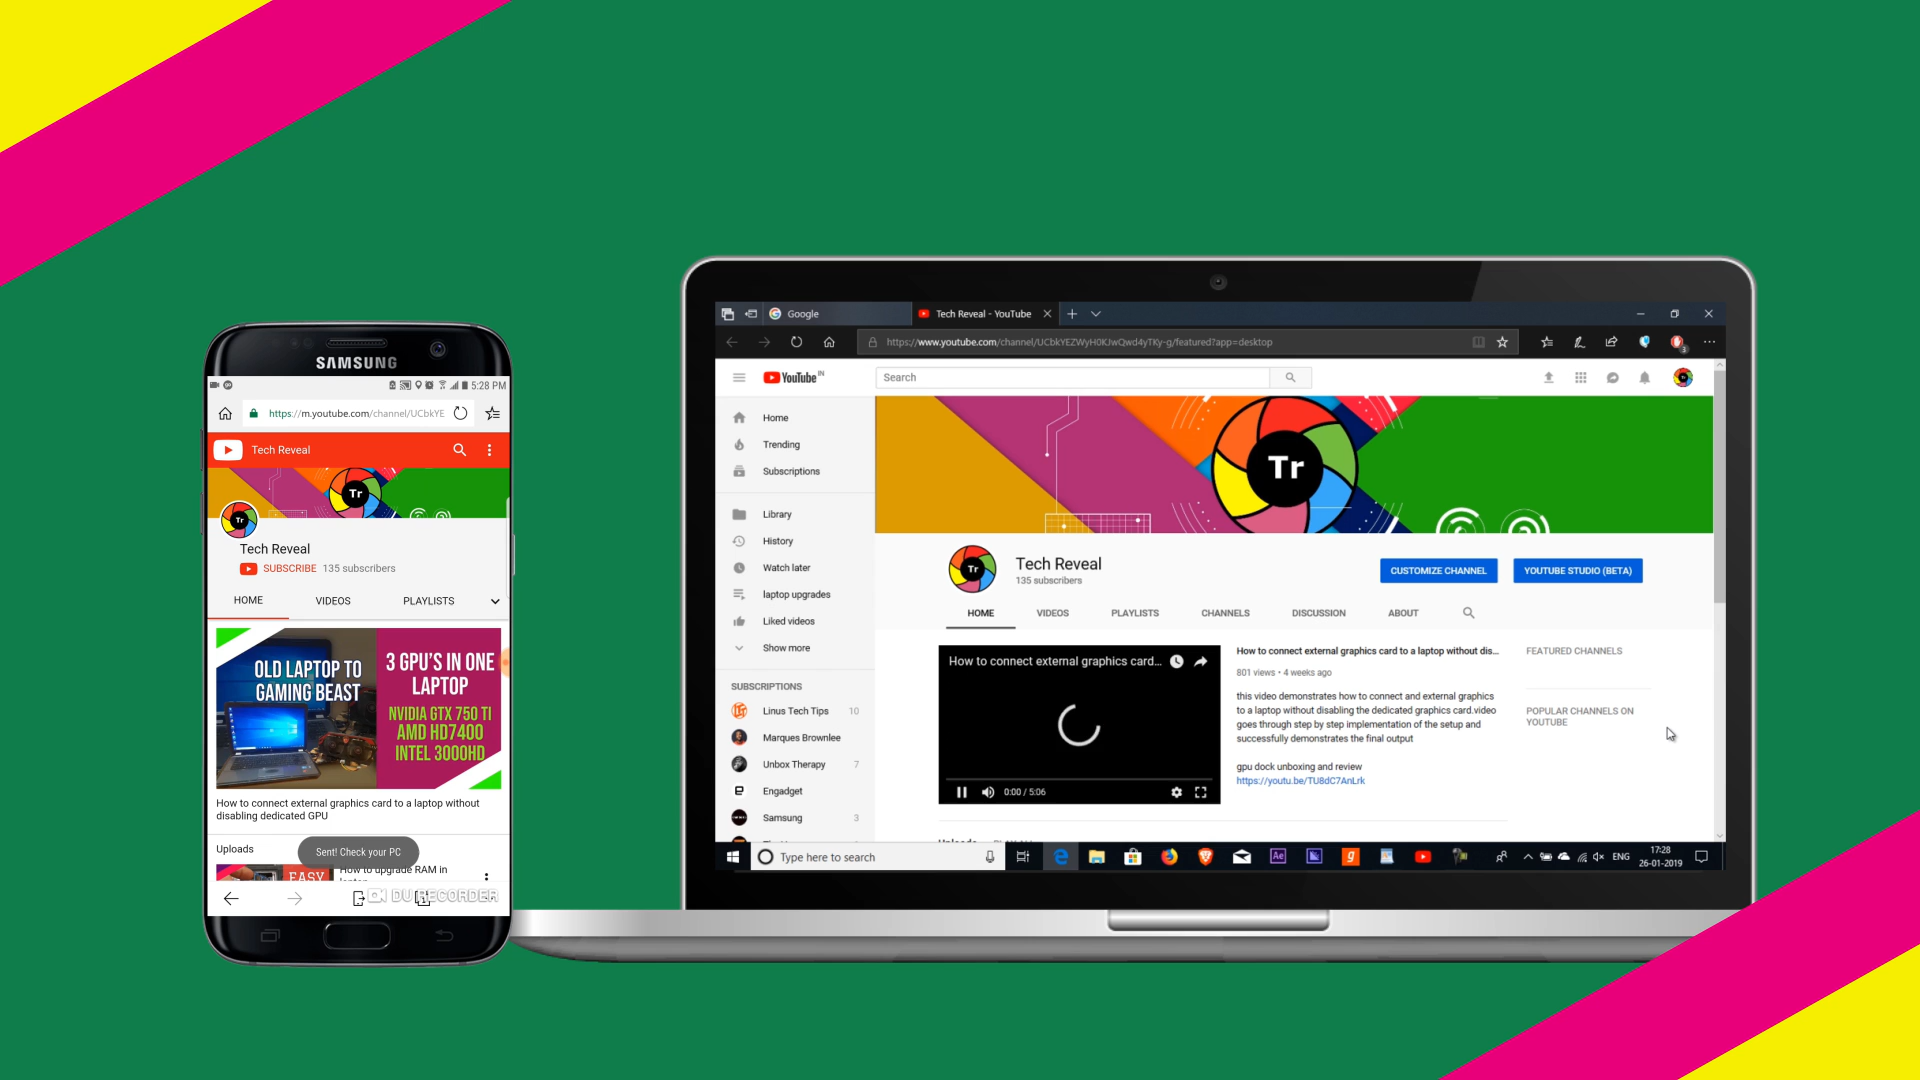 SAMSUNG
5:28 PM
https://m.youtube.com/channel/UCbkYE
Tech Reveal
Tr
Tr
Tech Reveal
SUBSCRIBE 135 subscribers
HOME VIDEOS PLAYLISTS
OLD LAPTOP TO
GAMING BEAST
3 GPU'S IN ONE
LAPTOP
NVIDIA GTX 750 TI
AMD HD7400
INTEL 3000HD
How to connect external graphics card to a laptop without
disabling dedicated GPU
Uploads
Sent! Check your PC
EASY
How to upgrade RAM in
DU RECORDER
Google
Tech Reveal - YouTube
https://www.youtube.com/channel/UCbkYEZWyH0KJwQwd4yTKy-g/featured?app=desktop
3
YouTube IN
Search
Tr
Home
Trending
Subscriptions
Library
History
Watch later
laptop upgrades
Liked videos
Show more
SUBSCRIPTIONS
Linus Tech Tips 10
Marques Brownlee
Unbox Therapy 7
Engadget
Samsung 3
Tr
Tr
Tech Reveal
135 subscribers
CUSTOMIZE CHANNEL
YOUTUBE STUDIO (BETA)
HOME VIDEOS PLAYLISTS CHANNELS DISCUSSION ABOUT
How to connect external graphics card...
0:00 / 5:06
How to connect external graphics card to a laptop without dis...
801 views • 4 weeks ago
this video demonstrates how to connect and external graphics
to a laptop without disabling the dedicated graphics card.video
goes through step by step implementation of the setup and
successfully demonstrates the final output
gpu dock unboxing and review
https://youtu.be/TU8dC7AnLrk
FEATURED CHANNELS
POPULAR CHANNELS ON
YOUTUBE
Type here to search
Ae
g
ENG
17:28
26-01-2019